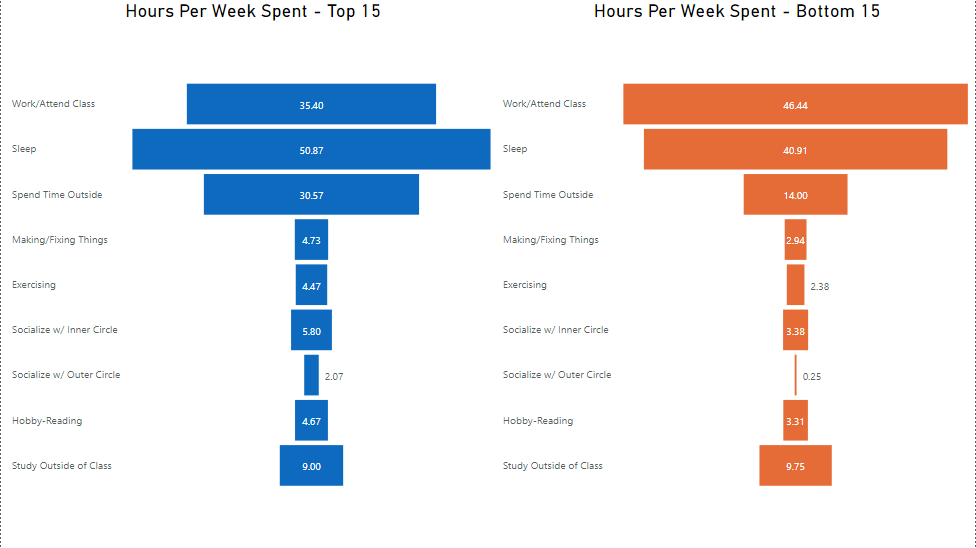 Hours Per Week Spent - Top 15
Work/Attend Class
35.40
Sleep
50.87
Spend Time Outside
30.57
Making/Fixing Things
4.73
Exercising
4.47
Socialize w/ Inner Circle
5.80
Socialize w/ Outer Circle
2.07
Hobby-Reading
4.67
Study Outside of Class
9.00
Hours Per Week Spent - Bottom 15
Work/Attend Class
46.44
Sleep
40.91
Spend Time Outside
14.00
Making/Fixing Things
2.94
Exercising
2.38
Socialize w/ Inner Circle
3.38
Socialize w/ Outer Circle
0.25
Hobby-Reading
3.31
Study Outside of Class
9.75